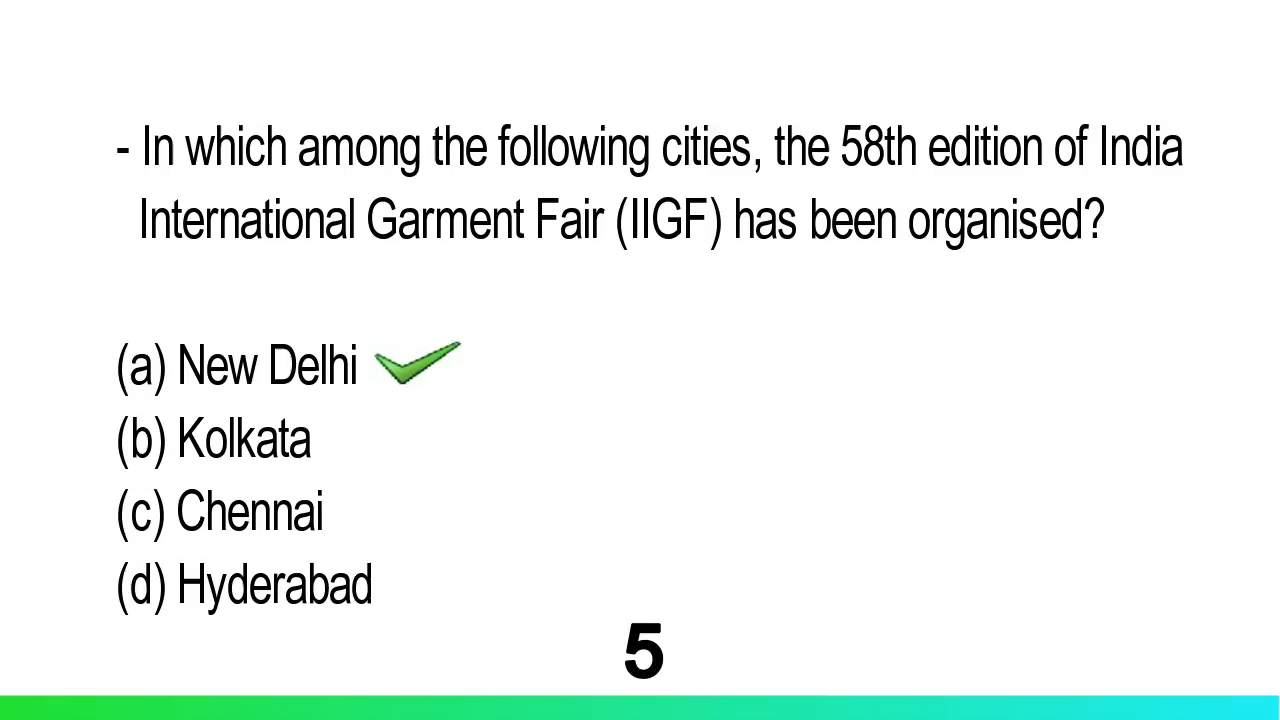 - In which among the following cities, the 58th edition of India
International Garment Fair (IIGF) has been organised?
(a) New Delhi
(b) Kolkata
(c) Chennai
(d) Hyderabad
5